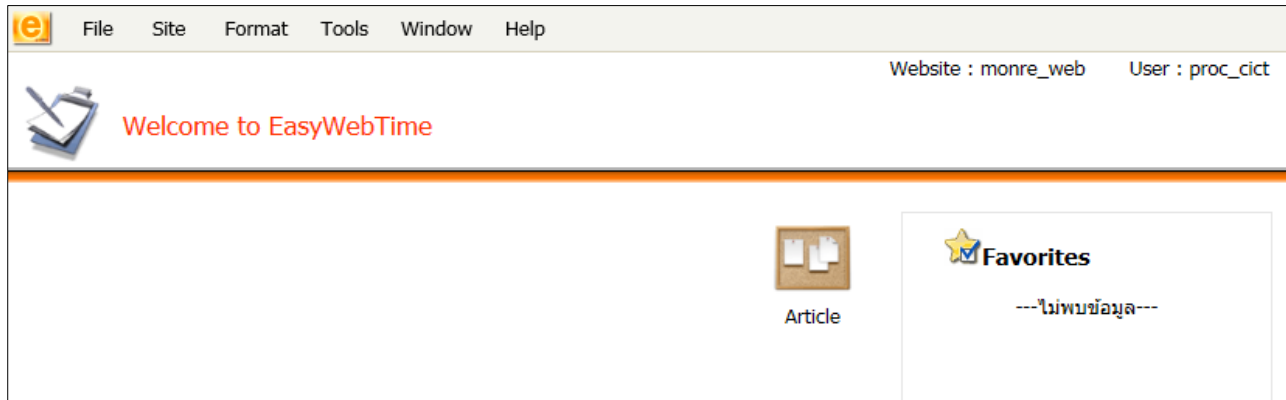 File Site Format Tools Window Help
Website : monre_web User : proc_cict
Welcome to EasyWebTime
Article
Favorites
---ไม่พบข้อมูล---